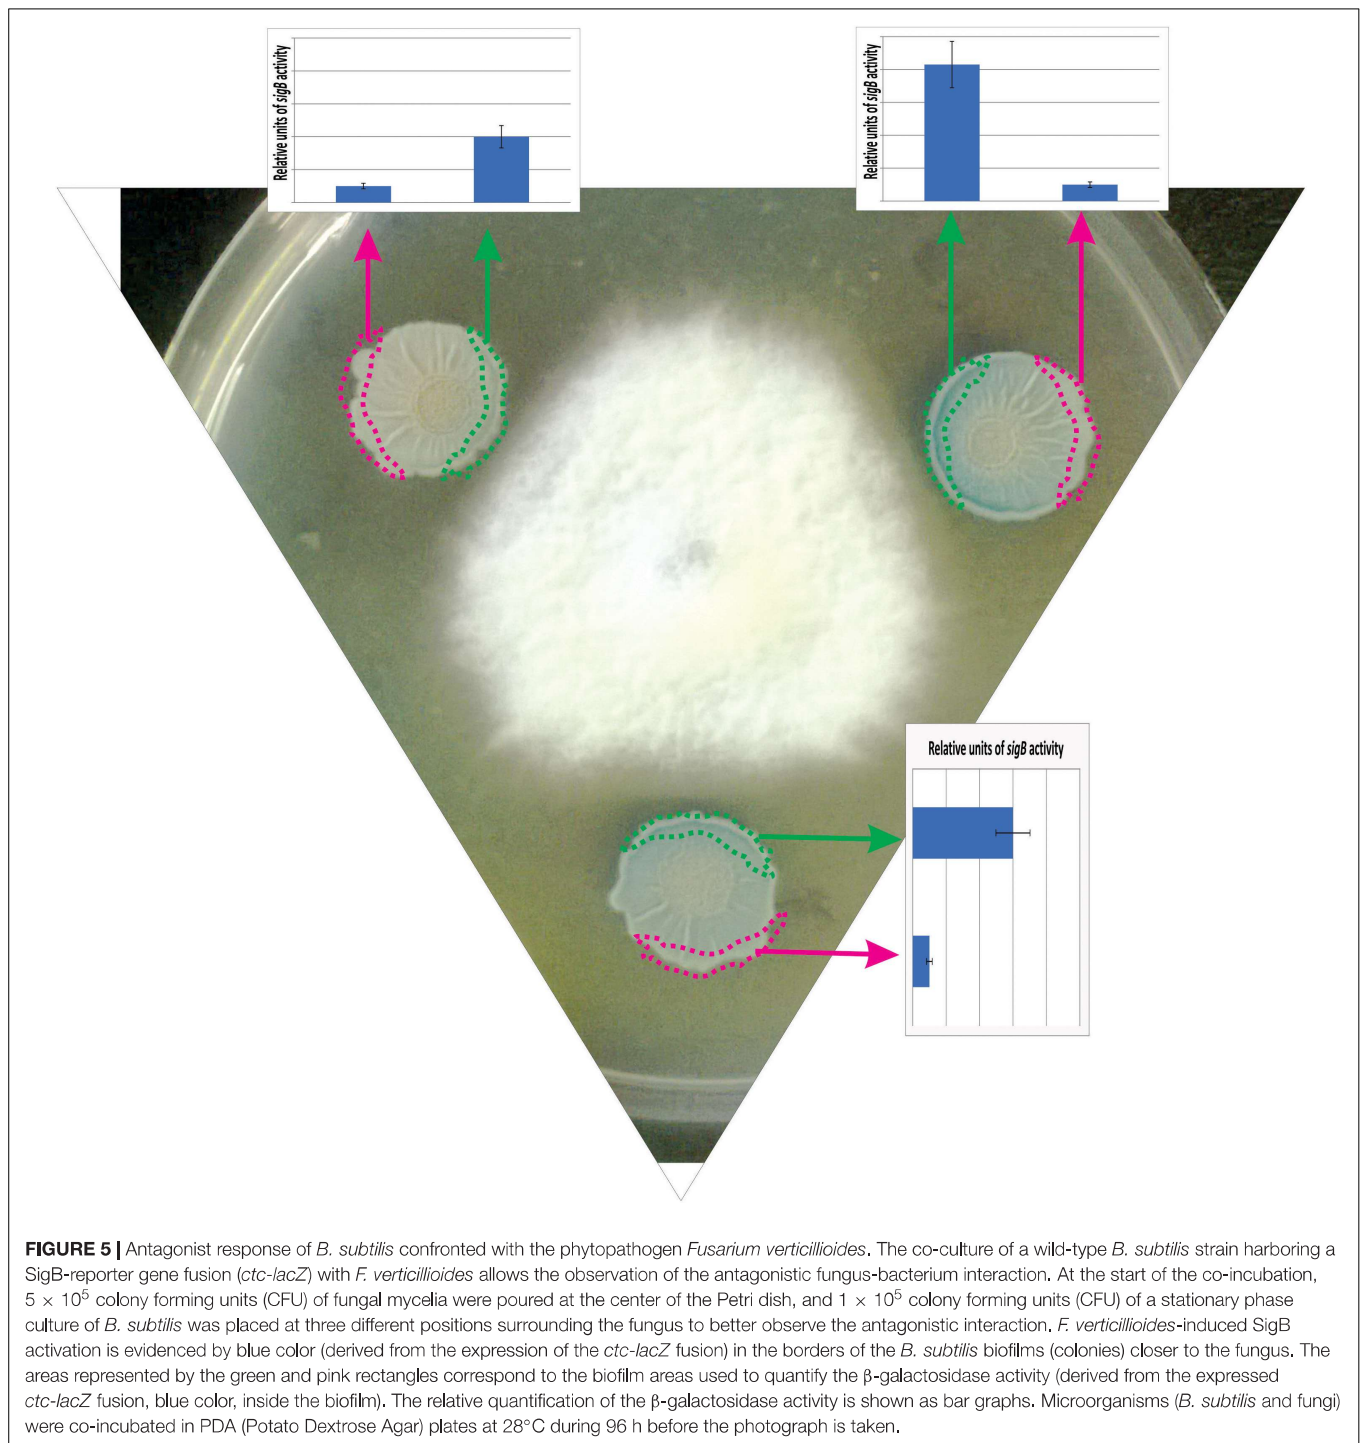 Relative units of sigB activity
Relative units of sigB activity
Relative units of sigB activity
FIGURE 5 | Antagonist response of B. subtilis confronted with the phytopathogen Fusarium verticillioides. The co-culture of a wild-type B. subtilis strain harboring a
SigB-reporter gene fusion (ctc-lacZ) with F. verticillioides allows the observation of the antagonistic fungus-bacterium interaction. At the start of the co-incubation,
5 × 10⁵ colony forming units (CFU) of fungal mycelia were poured at the center of the Petri dish, and 1 × 10⁵ colony forming units (CFU) of a stationary phase
culture of B. subtilis was placed at three different positions surrounding the fungus to better observe the antagonistic interaction. F. verticillioides-induced SigB
activation is evidenced by blue color (derived from the expression of the ctc-lacZ fusion) in the borders of the B. subtilis biofilms (colonies) closer to the fungus. The
areas represented by the green and pink rectangles correspond to the biofilm areas used to quantify the β-galactosidase activity (derived from the expressed
ctc-lacZ fusion, blue color, inside the biofilm). The relative quantification of the β-galactosidase activity is shown as bar graphs. Microorganisms (B. subtilis and fungi)
were co-incubated in PDA (Potato Dextrose Agar) plates at 28°C during 96 h before the photograph is taken.